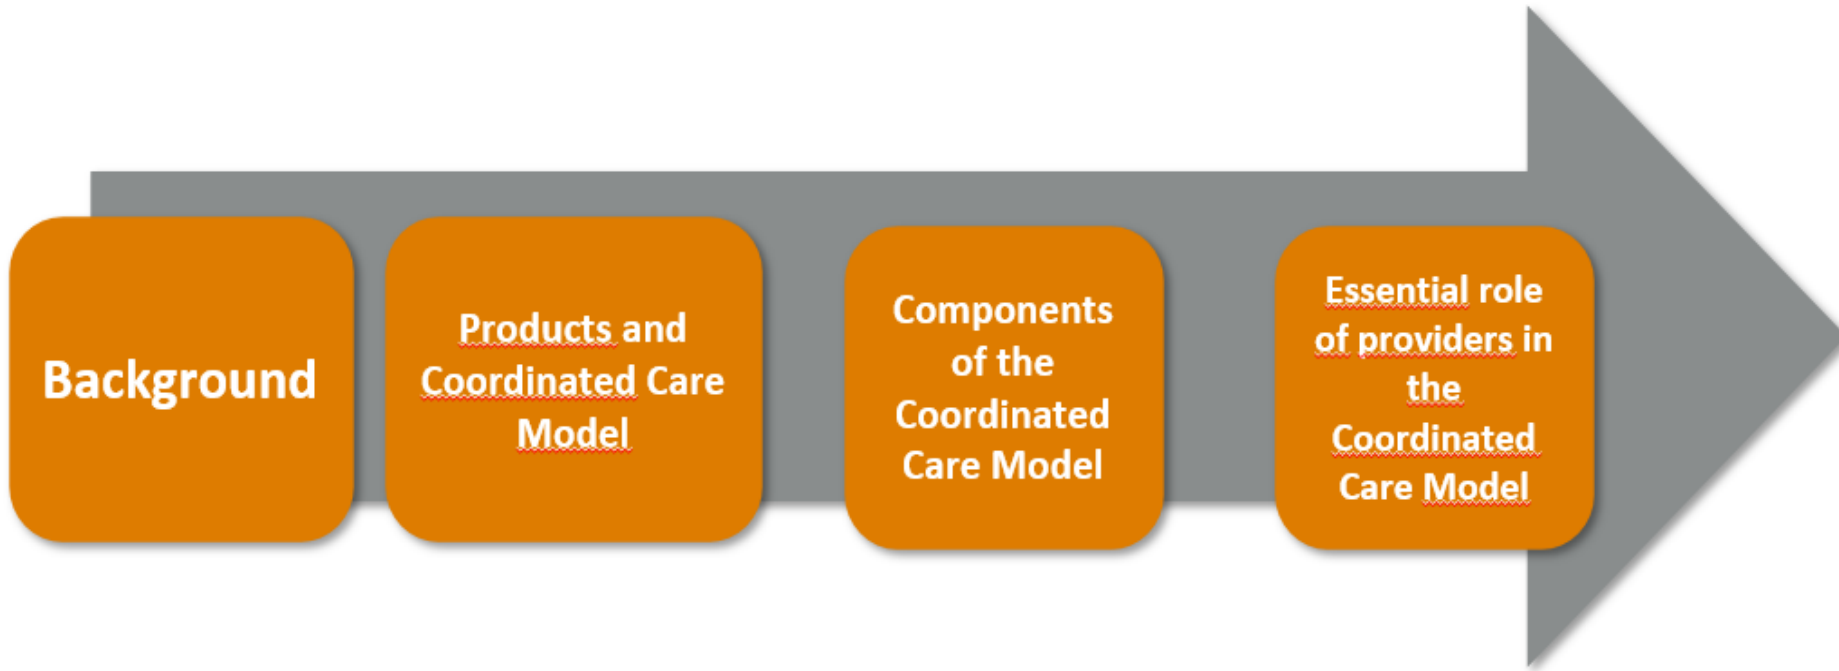 Background
Products and
Coordinated Care
Model
Components
of the
Coordinated
Care Model
Essential role
of providers in
the
Coordinated
Care Model